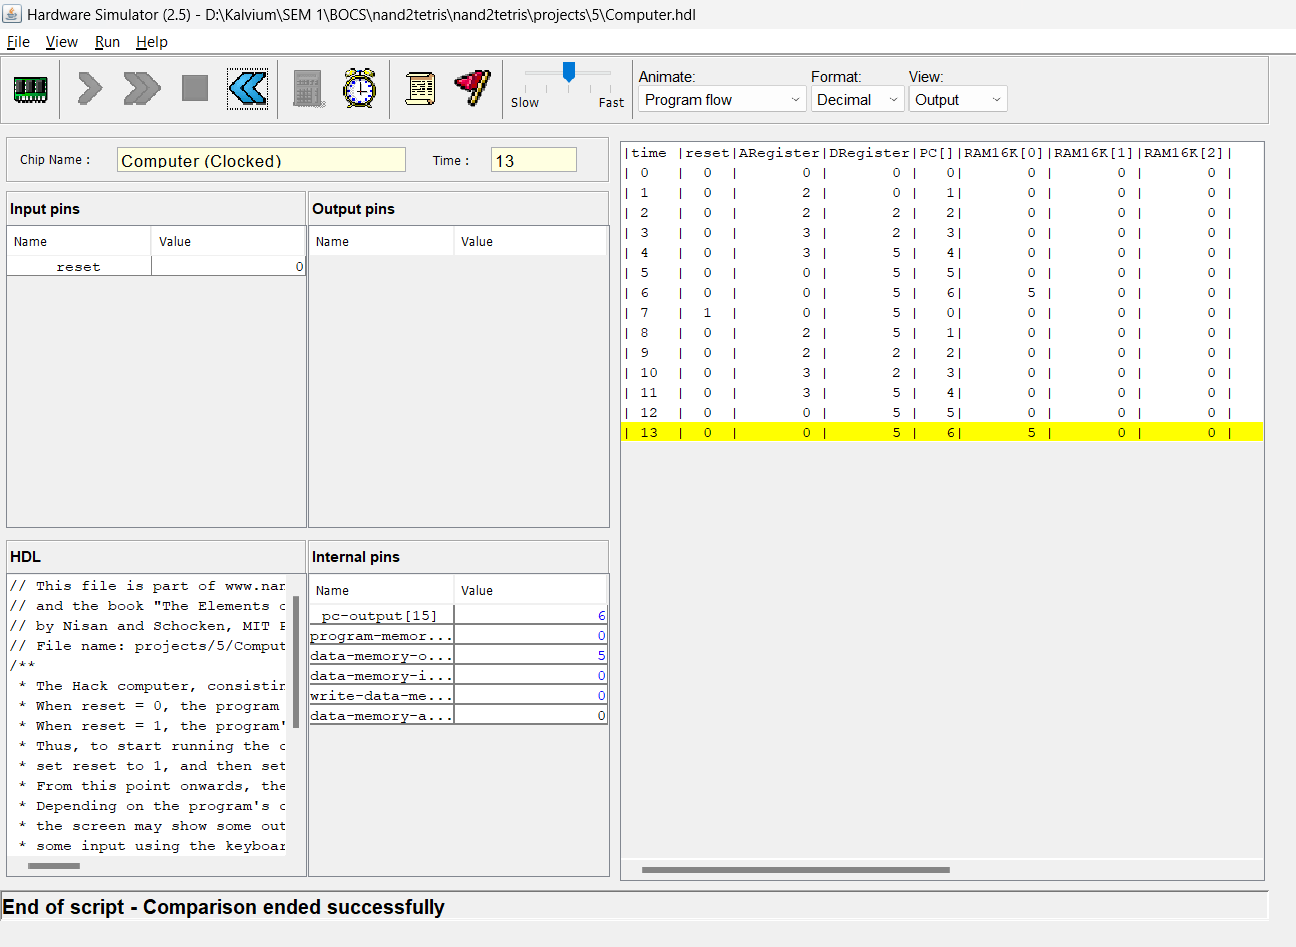 Hardware Simulator (2.5) - D:\Kalvium\SEM 1\BOCS\nand2tetris\nand2tetris\projects\5\Computer.hdl
File View Run Help
Slow Fast
Animate: Format: View:
Program flow Decimal Output
Chip Name : Computer (Clocked) Time : 13
Input pins
Name Value
reset 0
Output pins
Name Value
HDL
// This file is part of www.nan
// and the book "The Elements o
// by Nisan and Schocken, MIT P
// File name: projects/5/Comput
/**
* The Hack computer, consistin
* When reset = 0, the program
* When reset = 1, the program'
* Thus, to start running the c
* set reset to 1, and then set
* From this point onwards, the
* Depending on the program's c
* the screen may show some out
* some input using the keyboar
Internal pins
Name Value
pc-output[15] 6
program-memor... 0
data-memory-o... 5
data-memory-i... 0
write-data-me... 0
data-memory-a... 0
|time |reset|ARegister|DRegister|PC[]|RAM16K[0]|RAM16K[1]|RAM16K[2]|
| 0 | 0 | 0 | 0 | 0| 0 | 0 | 0 |
| 1 | 0 | 2 | 0 | 1| 0 | 0 | 0 |
| 2 | 0 | 2 | 2 | 2| 0 | 0 | 0 |
| 3 | 0 | 3 | 2 | 3| 0 | 0 | 0 |
| 4 | 0 | 3 | 5 | 4| 0 | 0 | 0 |
| 5 | 0 | 0 | 5 | 5| 0 | 0 | 0 |
| 6 | 0 | 0 | 5 | 6| 5 | 0 | 0 |
| 7 | 1 | 0 | 5 | 0| 0 | 0 | 0 |
| 8 | 0 | 2 | 5 | 1| 0 | 0 | 0 |
| 9 | 0 | 2 | 2 | 2| 0 | 0 | 0 |
| 10 | 0 | 3 | 2 | 3| 0 | 0 | 0 |
| 11 | 0 | 3 | 5 | 4| 0 | 0 | 0 |
| 12 | 0 | 0 | 5 | 5| 0 | 0 | 0 |
| 13 | 0 | 0 | 5 | 6| 5 | 0 | 0 |
End of script - Comparison ended successfully